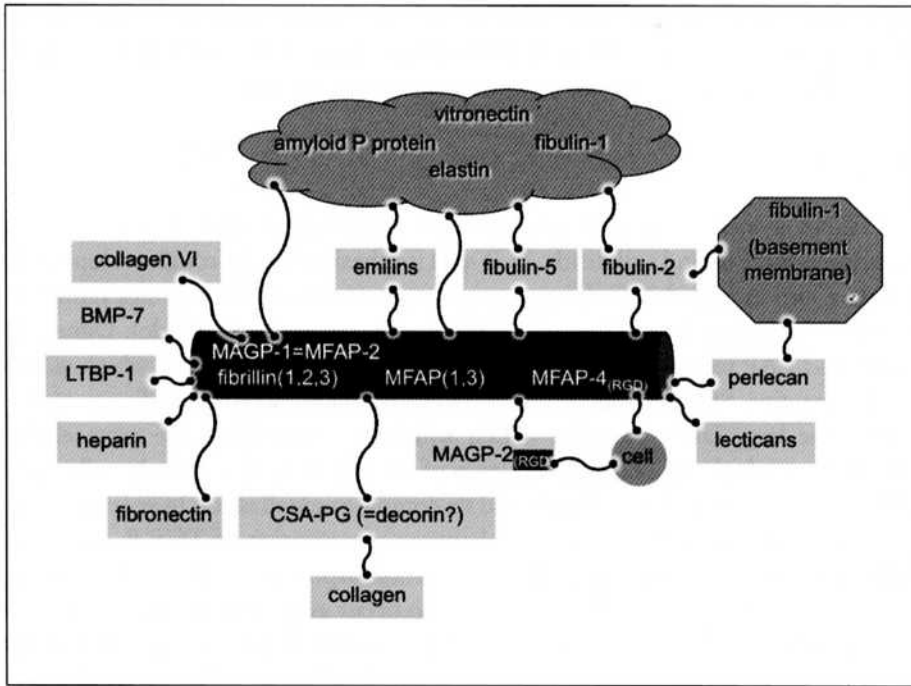 vitronectin
amyloid P protein
fibulin-1
elastin
fibulin-1
(basement
membrane)
collagen VI
emilins
fibulin-5
fibulin-2
BMP-7
MAGP-1=MFAP-2
LTBP-1
fibrillin(1,2,3)
MFAP(1,3)
MFAP-4(RGD)
perlecan
heparin
MAGP-2(RGD)
cell
lecticans
fibronectin
CSA-PG (=decorin?)
collagen